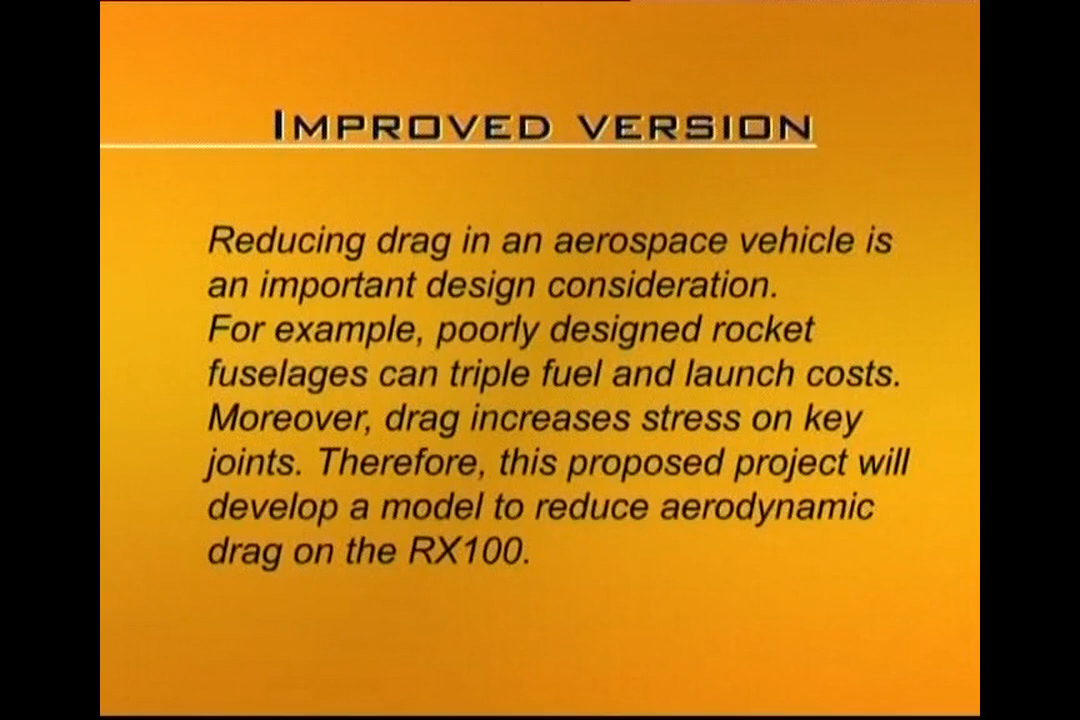 IMPROVED VERSION
Reducing drag in an aerospace vehicle is
an important design consideration.
For example, poorly designed rocket
fuselages can triple fuel and launch costs.
Moreover, drag increases stress on key
joints. Therefore, this proposed project will
develop a model to reduce aerodynamic
drag on the RX100.